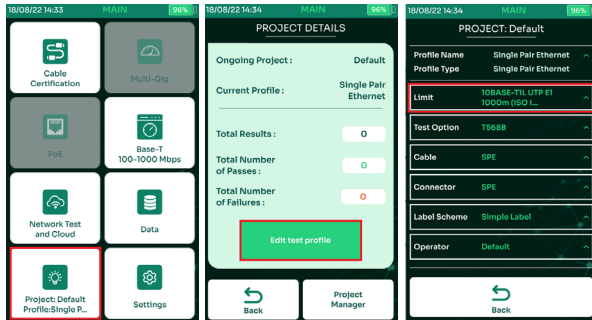 18/08/22 14:33 MAIN 96%
Cable
Certification
Multi-Gig
PoE
Base-T
100-1000 Mbps
Network Test
and Cloud
Data
Project: Default
Profile:Single P...
Settings
18/08/22 14:34 MAIN 96%
PROJECT DETAILS
Ongoing Project : Default
Current Profile : Single Pair
Ethernet
Total Results : 0
Total Number
of Passes : 0
Total Number
of Failures : 0
Edit test profile
Back
Project
Manager
18/08/22 14:34 MAIN 96%
PROJECT: Default
Profile Name Single Pair Ethernet
Profile Type Single Pair Ethernet
Limit 10BASE-T1L UTP E1
1000m (ISO I...
Test Option T568B
Cable SPE
Connector SPE
Label Scheme Simple Label
Operator Default
Back